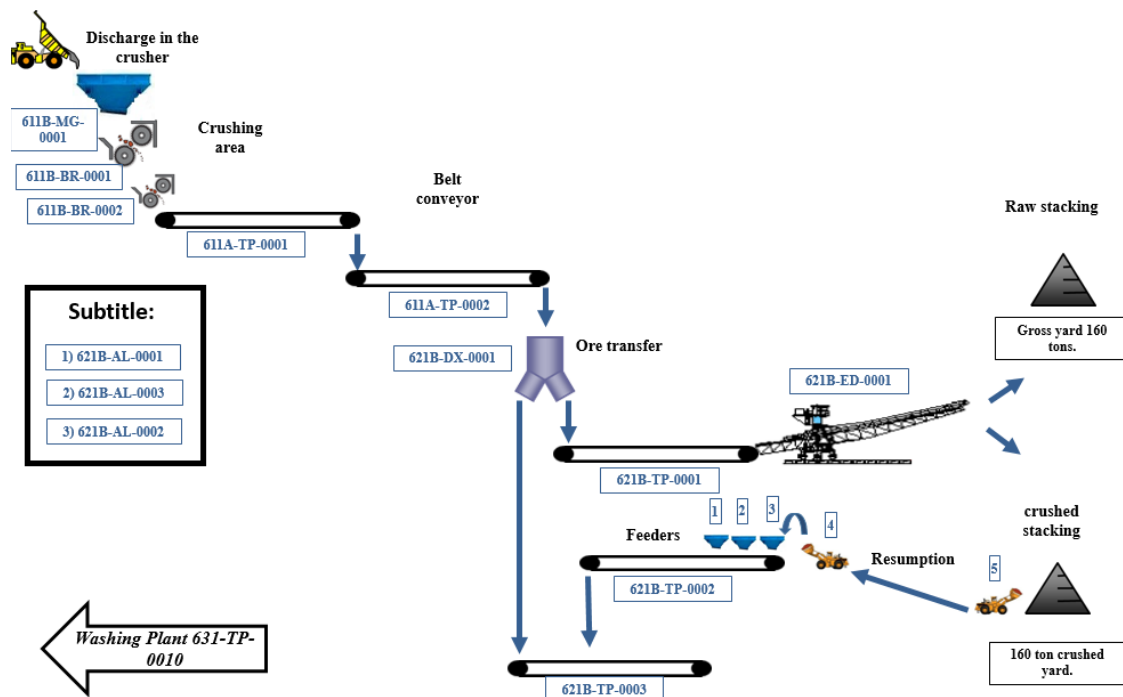 Discharge in the
crusher
611B-MG-
0001
Crushing
area
611B-BR-0001
611B-BR-0002
Belt
conveyor
611A-TP-0001
Raw stacking
611A-TP-0002
Subtitle:
1) 621B-AL-0001
2) 621B-AL-0003
3) 621B-AL-0002
Gross yard 160
tons.
Ore transfer
621B-DX-0001
621B-ED-0001
621B-TP-0001
1
2
3
4
crushed
stacking
Feeders
Resumption
5
621B-TP-0002
Washing Plant 631-TP-
0010
160 ton crushed
yard.
621B-TP-0003